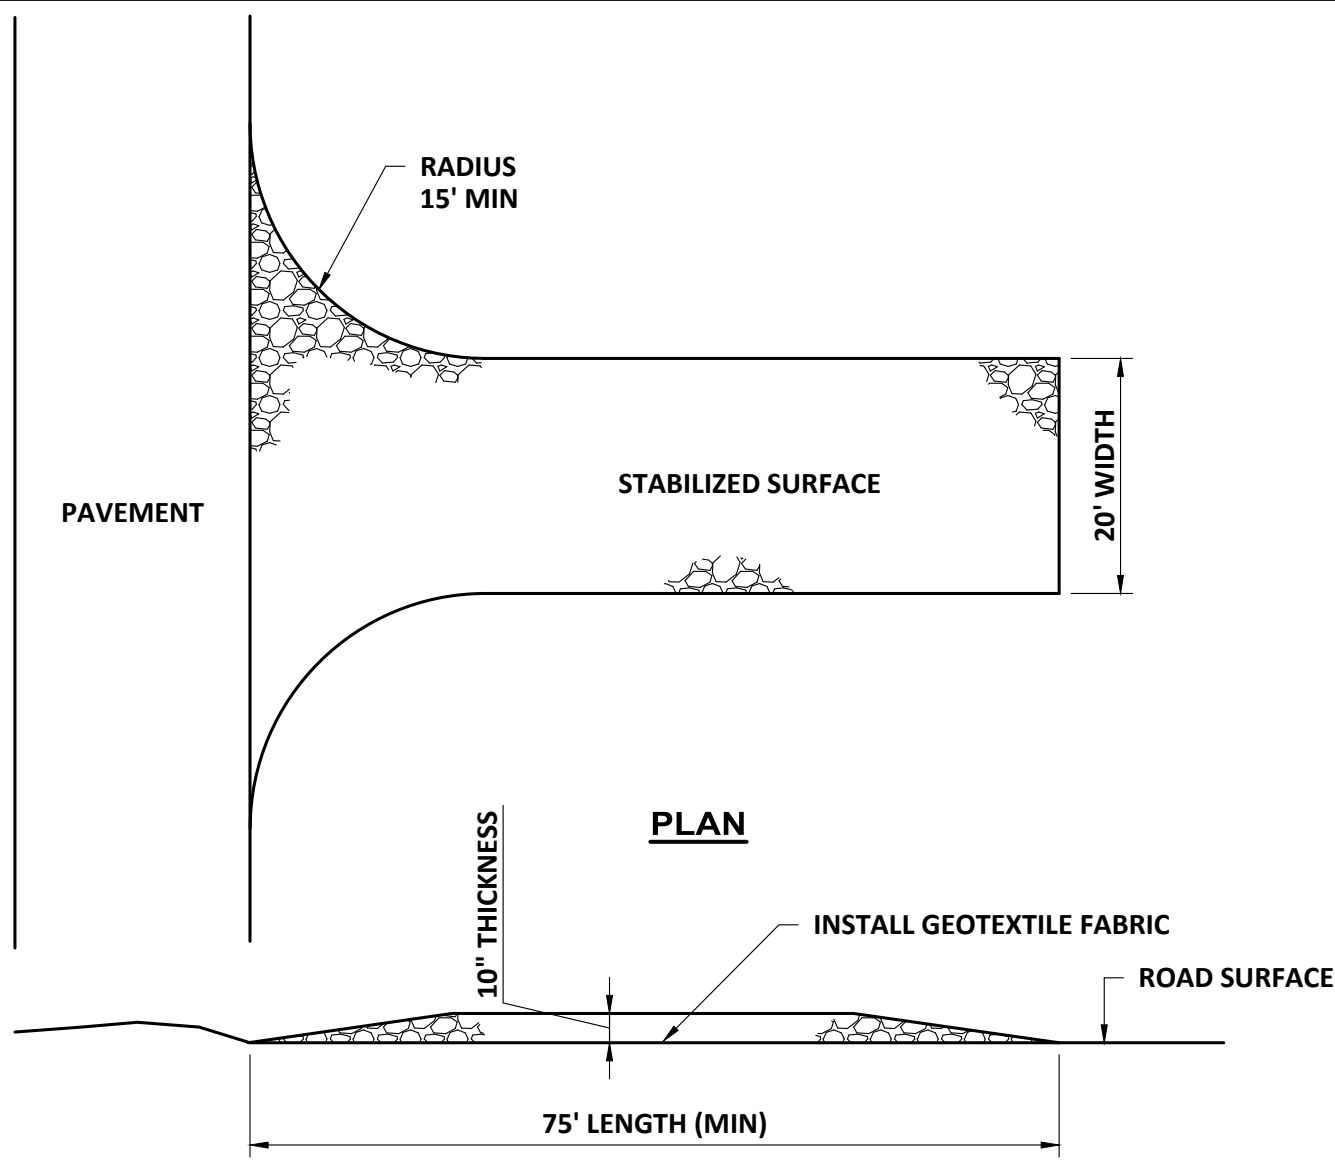 RADIUS
15' MIN
STABILIZED SURFACE
20' WIDTH
PAVEMENT
PLAN
10" THICKNESS
INSTALL GEOTEXTILE FABRIC
ROAD SURFACE
75' LENGTH (MIN)